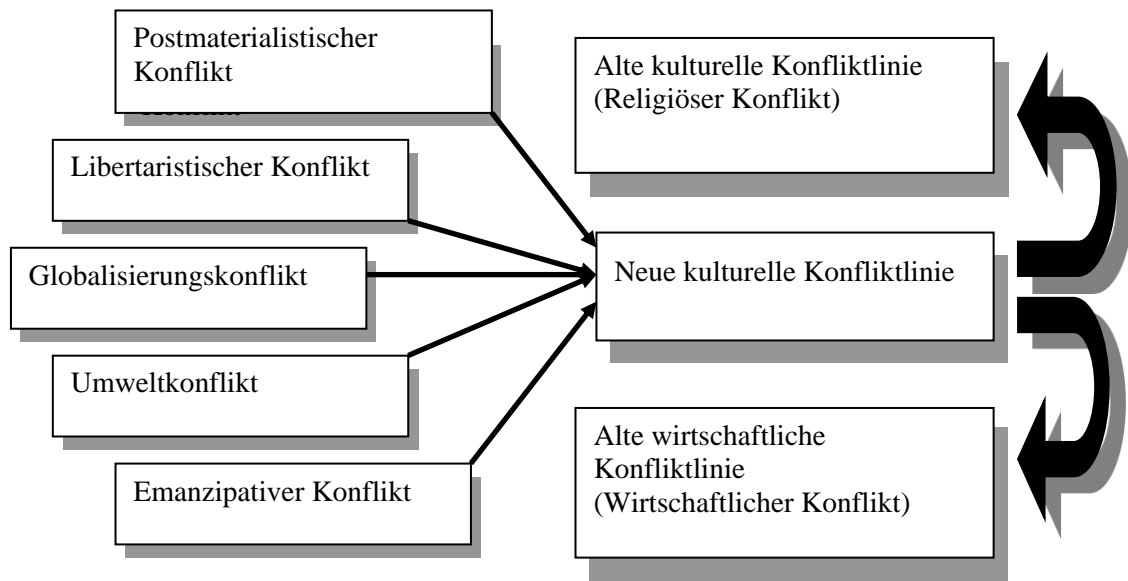 Postmaterialistischer
Konflikt
Libertaristischer Konflikt
Globalisierungskonflikt
Umweltkonflikt
Emanzipativer Konflikt
Alte kulturelle Konfliktlinie
(Religiöser Konflikt)
Neue kulturelle Konfliktlinie
Alte wirtschaftliche
Konfliktlinie
(Wirtschaftlicher Konflikt)